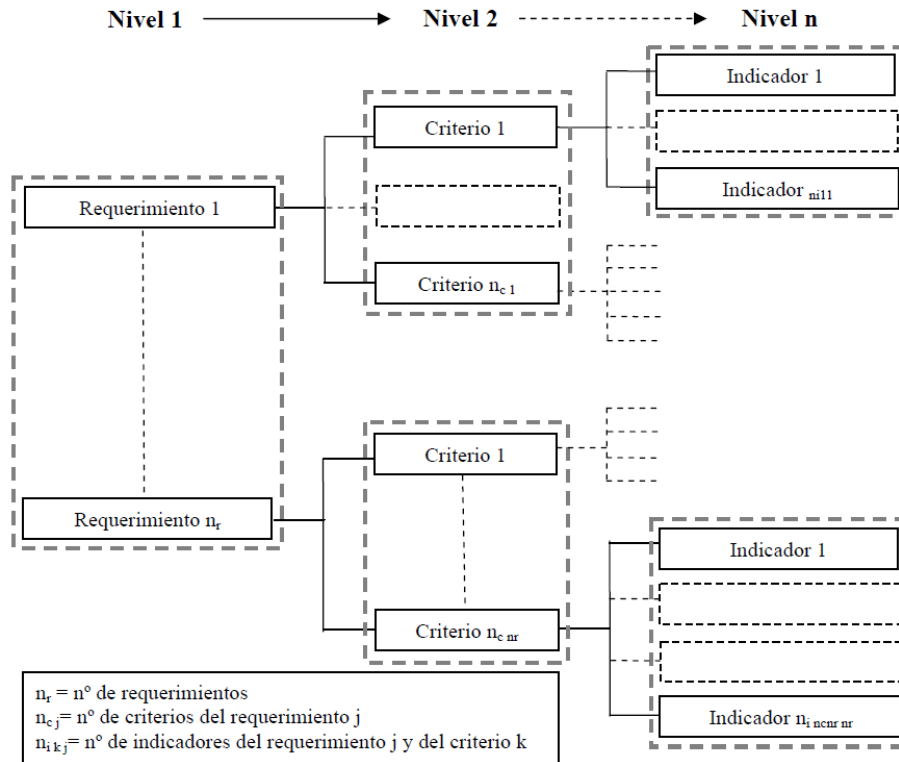 Nivel 1
Nivel 2
Nivel n
Indicador 1
Criterio 1
Indicador ni11
Requerimiento 1
Criterio nc 1
Criterio 1
Requerimiento nr
Indicador 1
Criterio nc nr
Indicador ni ncnr nr
nr = nº de requerimientos
nc j= nº de criterios del requerimiento j
ni k j= nº de indicadores del requerimiento j y del criterio k